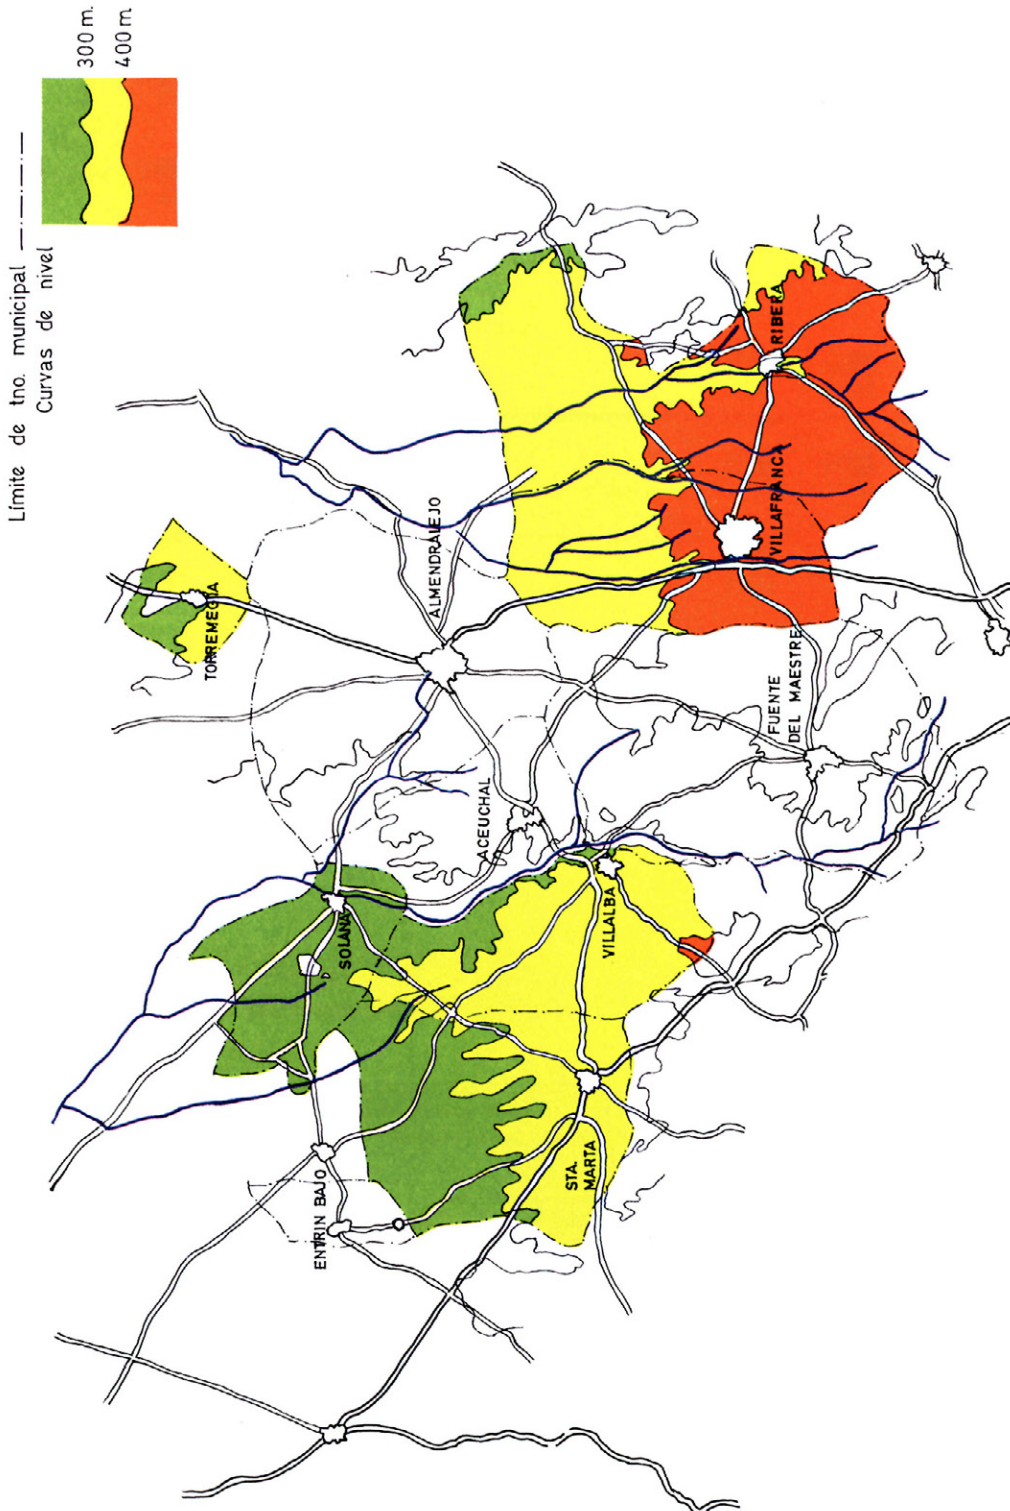 Límite de tno. municipal
Curvas de nivel
300 m.
400 m.
TORREMEGIA
ALMENDRALEJO
ACEUCHAL
SOLANA
ENTRIN BAJO
VILLALBA
STA.
MARTA
FUENTE
DEL MAESTRE
VILLAFRANCA
RIBERA